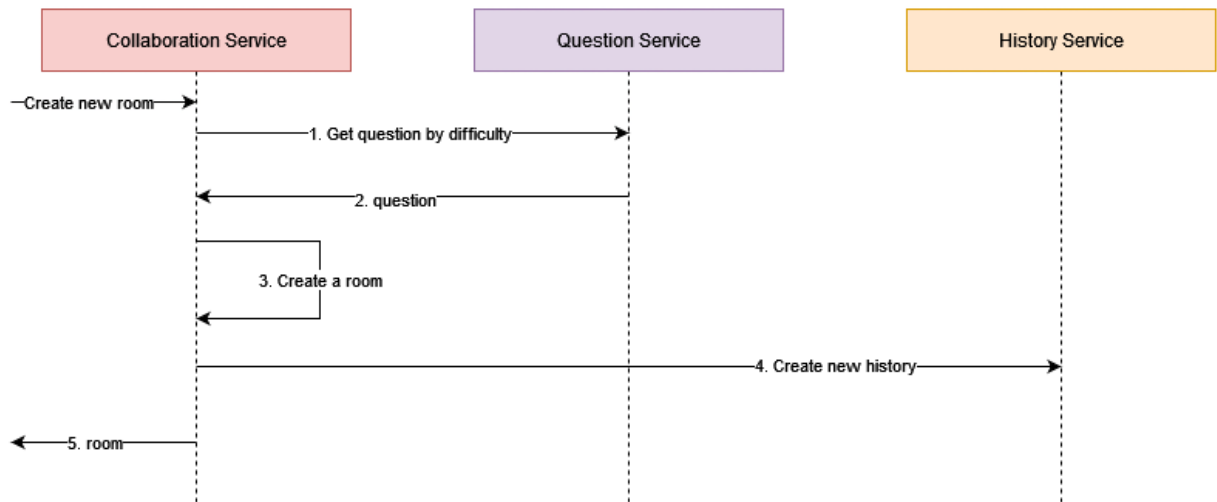 Collaboration Service
Question Service
History Service
Create new room
1. Get question by difficulty
2. question
3. Create a room
4. Create new history
5. room